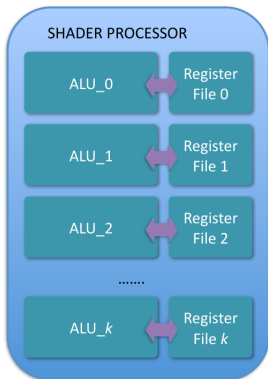 SHADER PROCESSOR
ALU_0
Register
File 0
ALU_1
Register
File 1
ALU_2
Register
File 2
.......
ALU_k
Register
File k